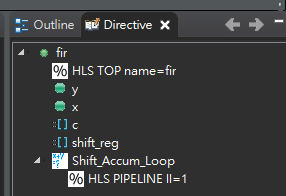 Outline Directive
fir
% HLS TOP name=fir
y
x
[] c
[] shift_reg
Shift_Accum_Loop
% HLS PIPELINE II=1